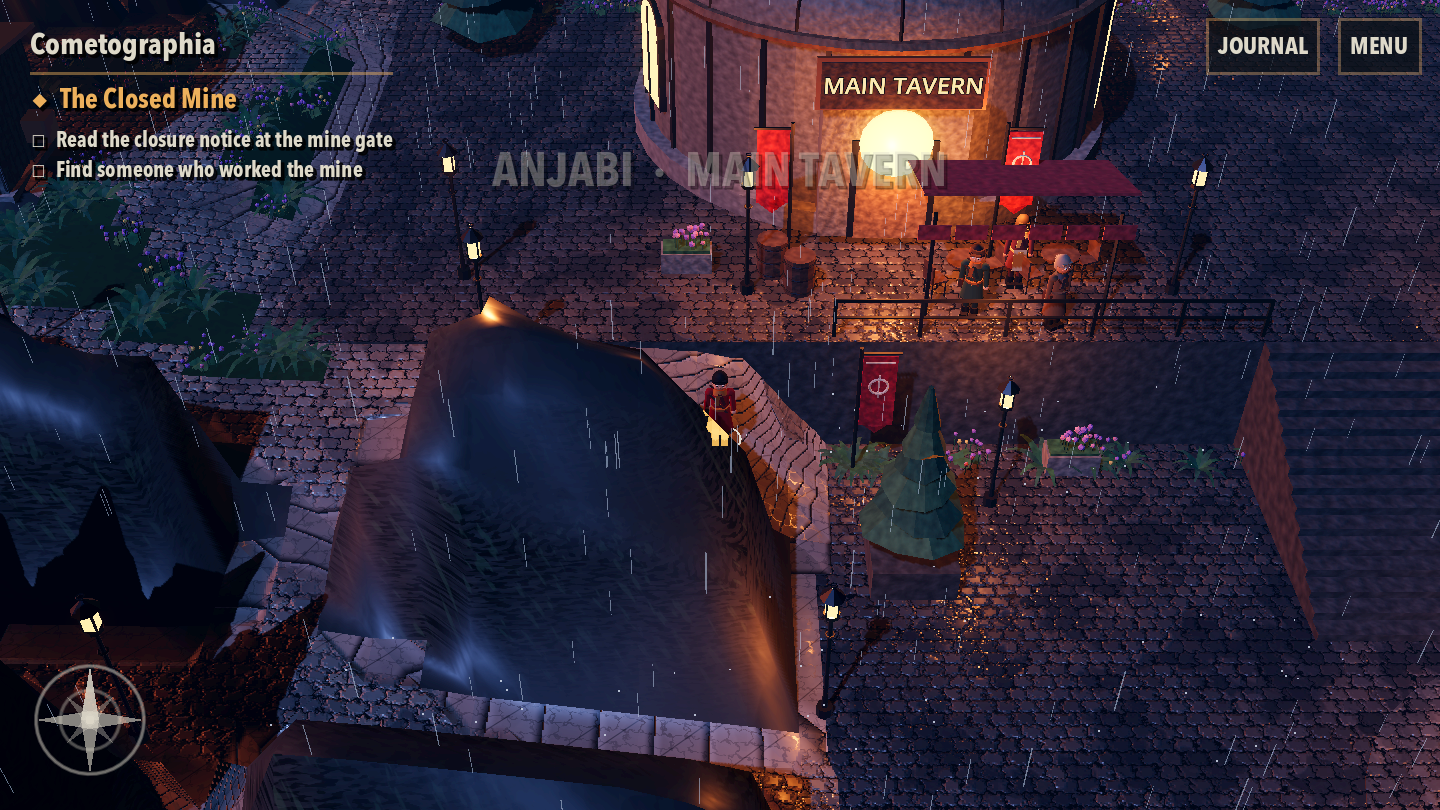 Cometographia
The Closed Mine
Read the closure notice at the mine gate
Find someone who worked the mine
JOURNAL
MENU
MAIN TAVERN
ANJABI · MAIN TAVERN